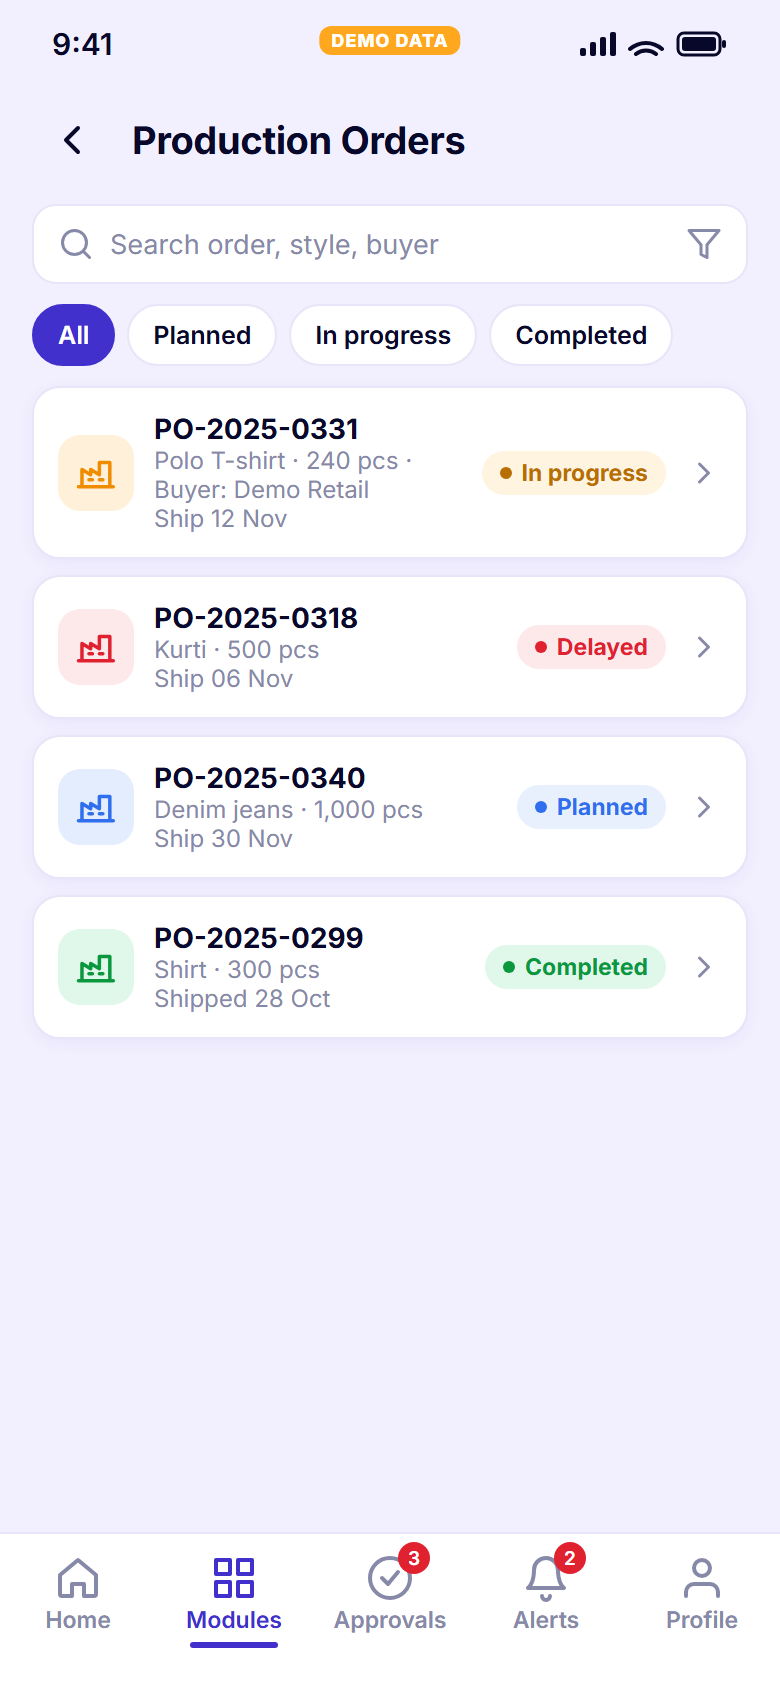 9:41
DEMO DATA
Production Orders
Search order, style, buyer
All
Planned
In progress
Completed
PO-2025-0331
Polo T-shirt · 240 pcs ·
Buyer: Demo Retail
Ship 12 Nov
In progress
PO-2025-0318
Kurti · 500 pcs
Ship 06 Nov
Delayed
PO-2025-0340
Denim jeans · 1,000 pcs
Ship 30 Nov
Planned
PO-2025-0299
Shirt · 300 pcs
Shipped 28 Oct
Completed
3
2
Home
Modules
Approvals
Alerts
Profile